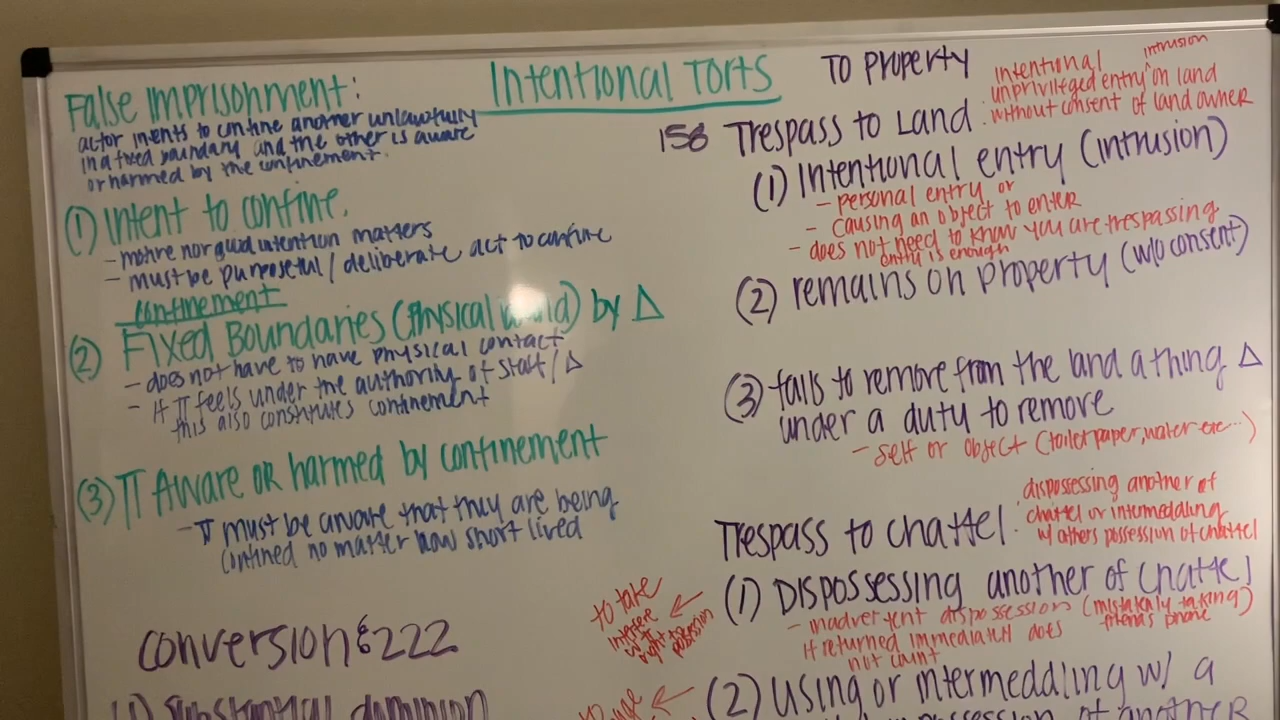 Intentional Torts
False Imprisonment:
actor intents to confine another unlawfully
in a fixed boundary and the other is aware
or harmed by the confinement.
(1) Intent to confine.
- motive nor good intention matters
- must be purposeful / deliberate act to confine
confinement
(2) Fixed Boundaries (Physical world) by Δ
- does not have to have physical contact
- if π feels under the authority of staff / Δ
this also constitutes confinement
(3) π Aware or harmed by confinement
- π must be aware that they are being
confined no matter how short lived
Conversion § 222
(1) Substantial dominion
To Property
158 Trespass to Land: intentional intrusion
unprivileged entry on land
without consent of land owner
(1) Intentional entry (intrusion)
- personal entry or
- causing an object to enter
- does not need to know you are trespassing
entry is enough
(2) remains on property (w/o consent)
(3) fails to remove from the land a thing Δ
under a duty to remove
- self or object (toilet paper, water etc...)
Trespass to Chattel: dispossessing another of
chattel or intermeddling
w/ others possession of chattel
(1) Dispossessing another of chattel
- inadvertent dispossession (mistakenly taking
friend's phone)
if returned immediately does
not count
to take
w π
right to
possession
(2) Using or intermeddling w/ a
possession of another